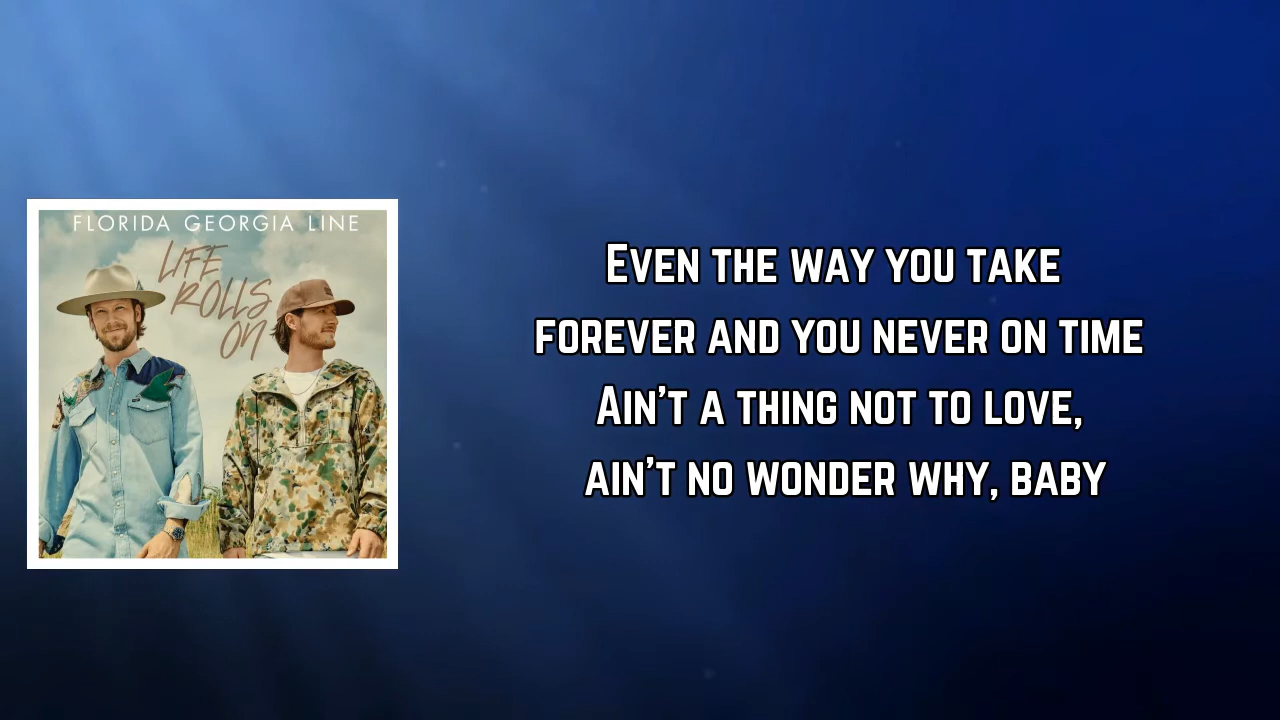 FLORIDA GEORGIA LINE
LIFE
ROLLS
ON
Even the way you take
forever and you never on time
Ain't a thing not to love,
ain't no wonder why, baby